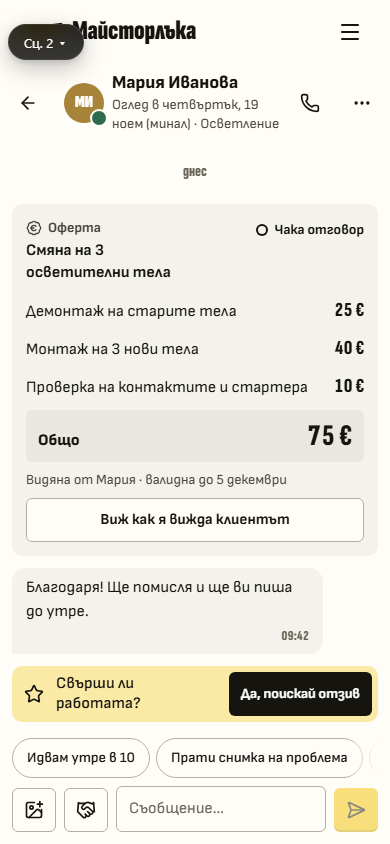 Майсторлъка
Сц. 2
МИ
Мария Иванова
Оглед в четвъртък, 19
ноем (минал) · Осветление
днес
Оферта
Чака отговор
Смяна на 3
осветителни тела
Демонтаж на старите тела 25 €
Монтаж на 3 нови тела 40 €
Проверка на контактите и стартера 10 €
Общо 75 €
Видяна от Мария · валидна до 5 декември
Виж как я вижда клиентът
Благодаря! Ще помисля и ще ви пиша
до утре.
09:42
Свърши ли
работата?
Да, поискай отзив
Идвам утре в 10
Прати снимка на проблема
Съобщение...